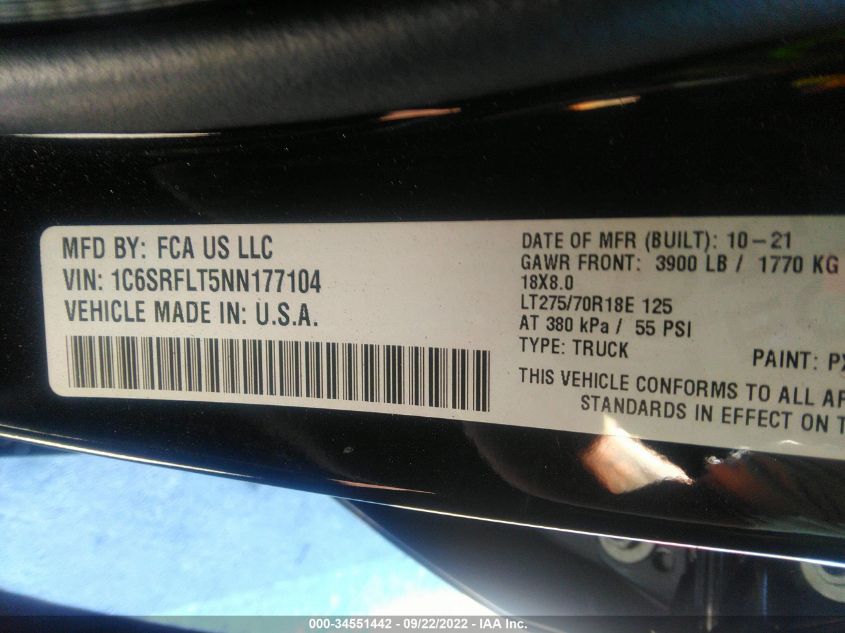 MFD BY: FCA US LLC
VIN: 1C6SRFLT5NN177104
VEHICLE MADE IN: U.S.A.
DATE OF MFR (BUILT): 10-21
GAWR FRONT: 3900 LB / 1770 KG
18X8.0
LT275/70R18E 125
AT 380 kPa / 55 PSI
TYPE: TRUCK
PAINT: PX
THIS VEHICLE CONFORMS TO ALL AP
STANDARDS IN EFFECT ON T
000-34551442 - 09/22/2022 - IAA Inc.